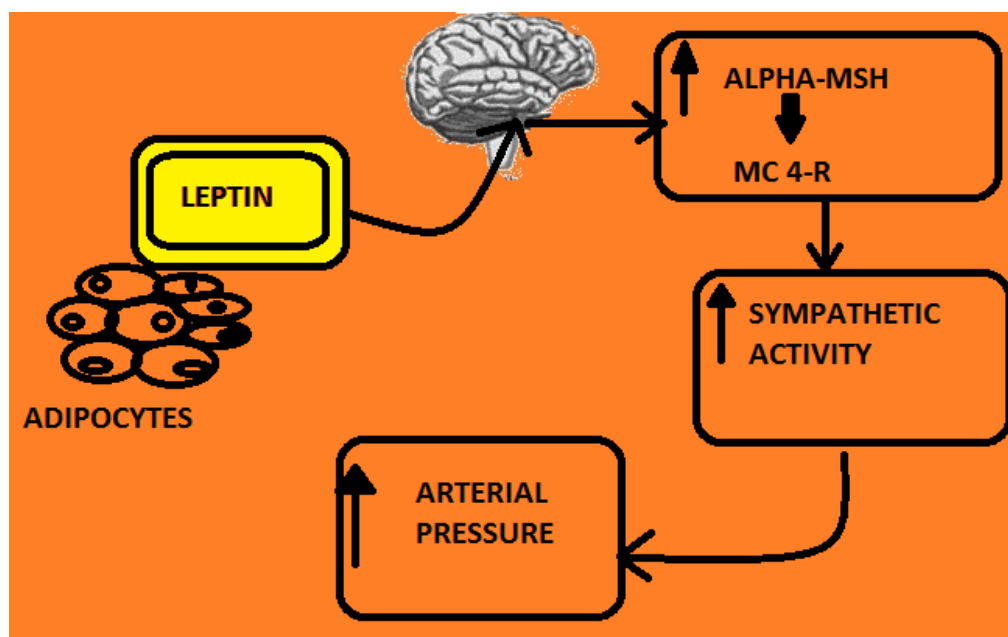 LEPTIN
ADIPOCYTES
ALPHA-MSH
MC 4-R
SYMPATHETIC
ACTIVITY
ARTERIAL
PRESSURE